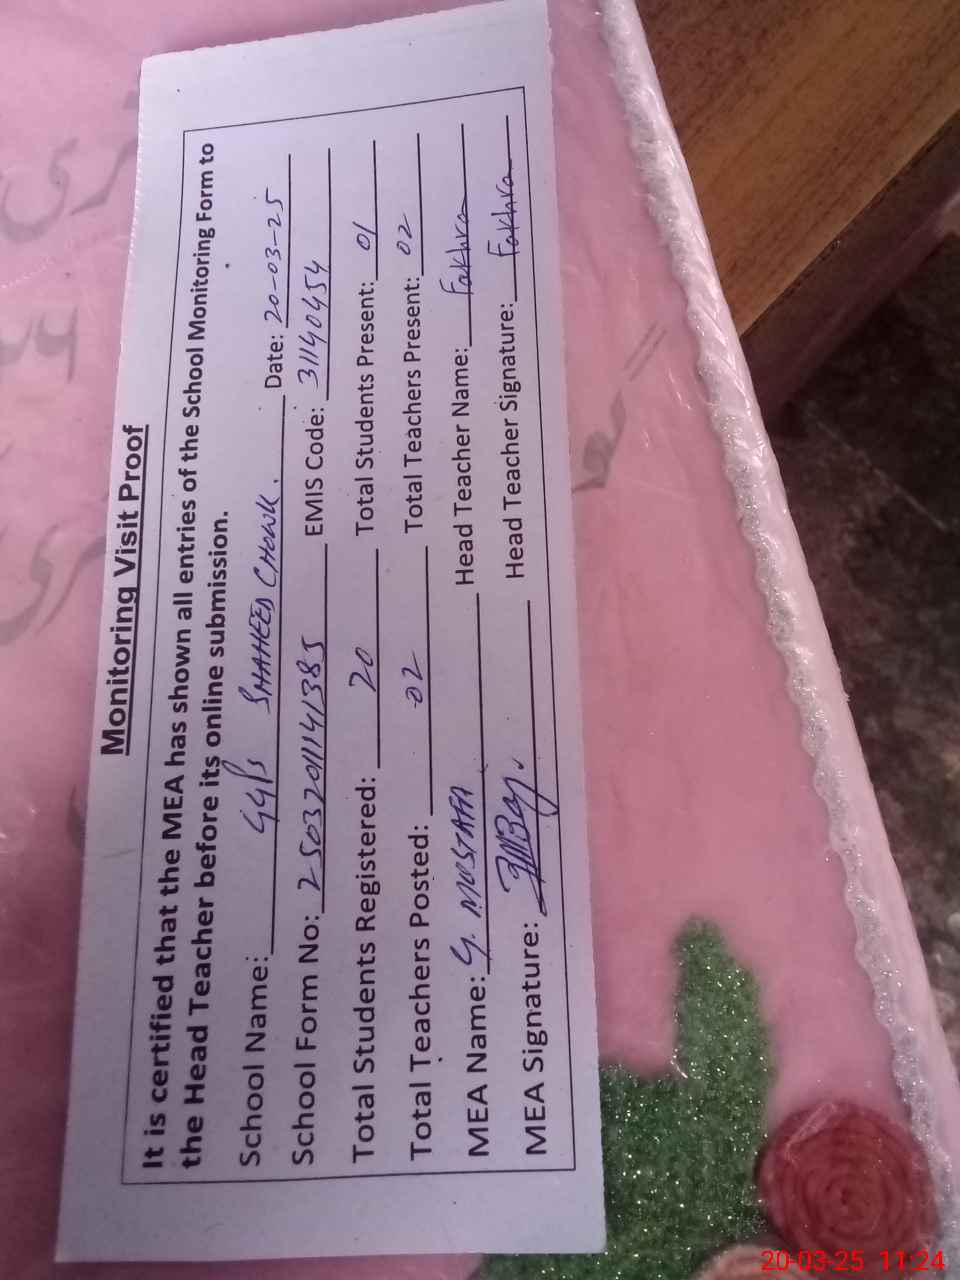 Monitoring Visit Proof
It is certified that the MEA has shown all entries of the School Monitoring Form to
the Head Teacher before its online submission.
School Name: GGPS SHAHEED CHOWK. Date: 20-03-25
School Form No: 2503201141385 EMIS Code: 31140454
Total Students Registered: 20 Total Students Present: 01
Total Teachers Posted: 02 Total Teachers Present: 02
MEA Name: G. MUSTAFA Head Teacher Name: Fakhra
MEA Signature: Head Teacher Signature: Fakhra
20-03-25 11:24